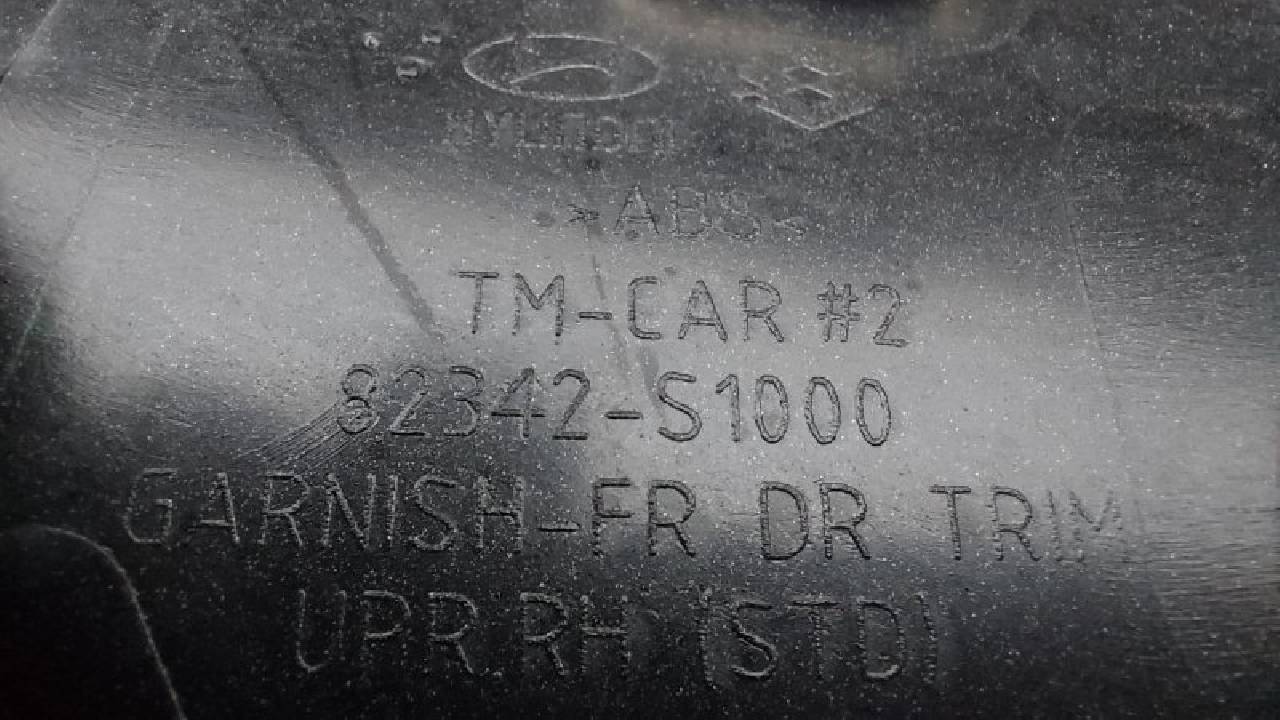 HYUNDAI
>ABS<
TM-CAR #2
82342-S1000
GARNISH-FR DR TRIM
UPR RH (STD)